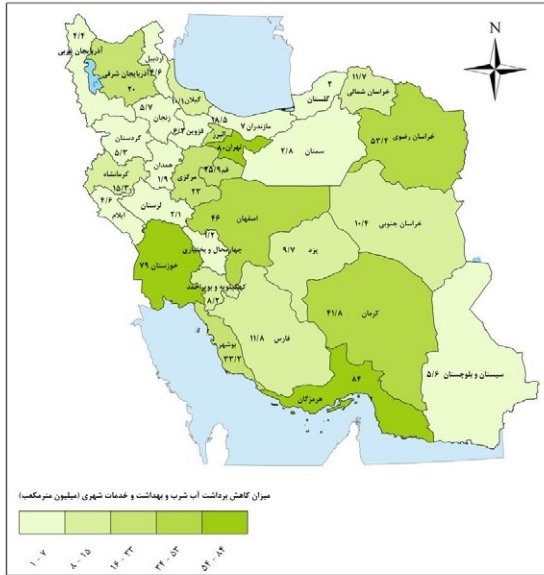 N
۴/۴
آذربایجان غربی
اردبیل
۴/۶
آذربایجان شرقی
۲۰
گیلان
۱۰/۱
۵/۷
زنجان
۱۸/۵
البرز
مازندران ۷
۲
گلستان
۱۱/۷
خراسان شمالی
کردستان
۵/۳
قزوین
تهران ۸۰
سمنان
۲/۸
خراسان رضوی
۵۳/۴
همدان
۱/۹
کرمانشاه
۱۵/۳
مرکزی
۲۳
قم ۲۵/۹
۴/۶
ایلام
لرستان
۲/۱
اصفهان
۴۶
خراسان جنوبی
۱۰/۴
خوزستان ۷۹
چهارمحال و بختیاری
یزد
۹/۷
کهگیلویه و بویراحمد
۸/۲
کرمان
۴۱/۸
فارس
۱۱/۸
بوشهر
۳۳/۲
سیستان و بلوچستان ۵/۶
هرمزگان
۸۴
میزان کاهش برداشت آب شرب و بهداشت و خدمات شهری (میلیون مترمکعب)
۱ - ۷
۸ - ۱۵
۱۶ - ۳۳
۳۴ - ۵۳
۵۴ - ۸۴